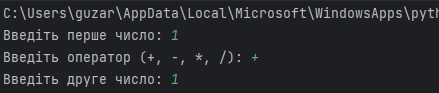 C:\Users\guzar\AppData\Local\Microsoft\WindowsApps\pyth
Введіть перше число: 1
Введіть оператор (+, -, *, /): +
Введіть друге число: 1